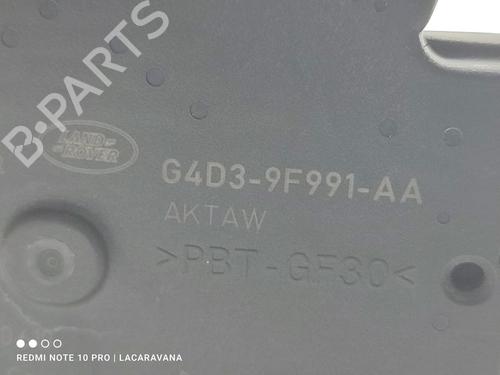 B-PARTS
LAND
ROVER
G4D3-9F991-AA
AKTAW
>PBT-GF30<
REDMI NOTE 10 PRO | LACARAVANA